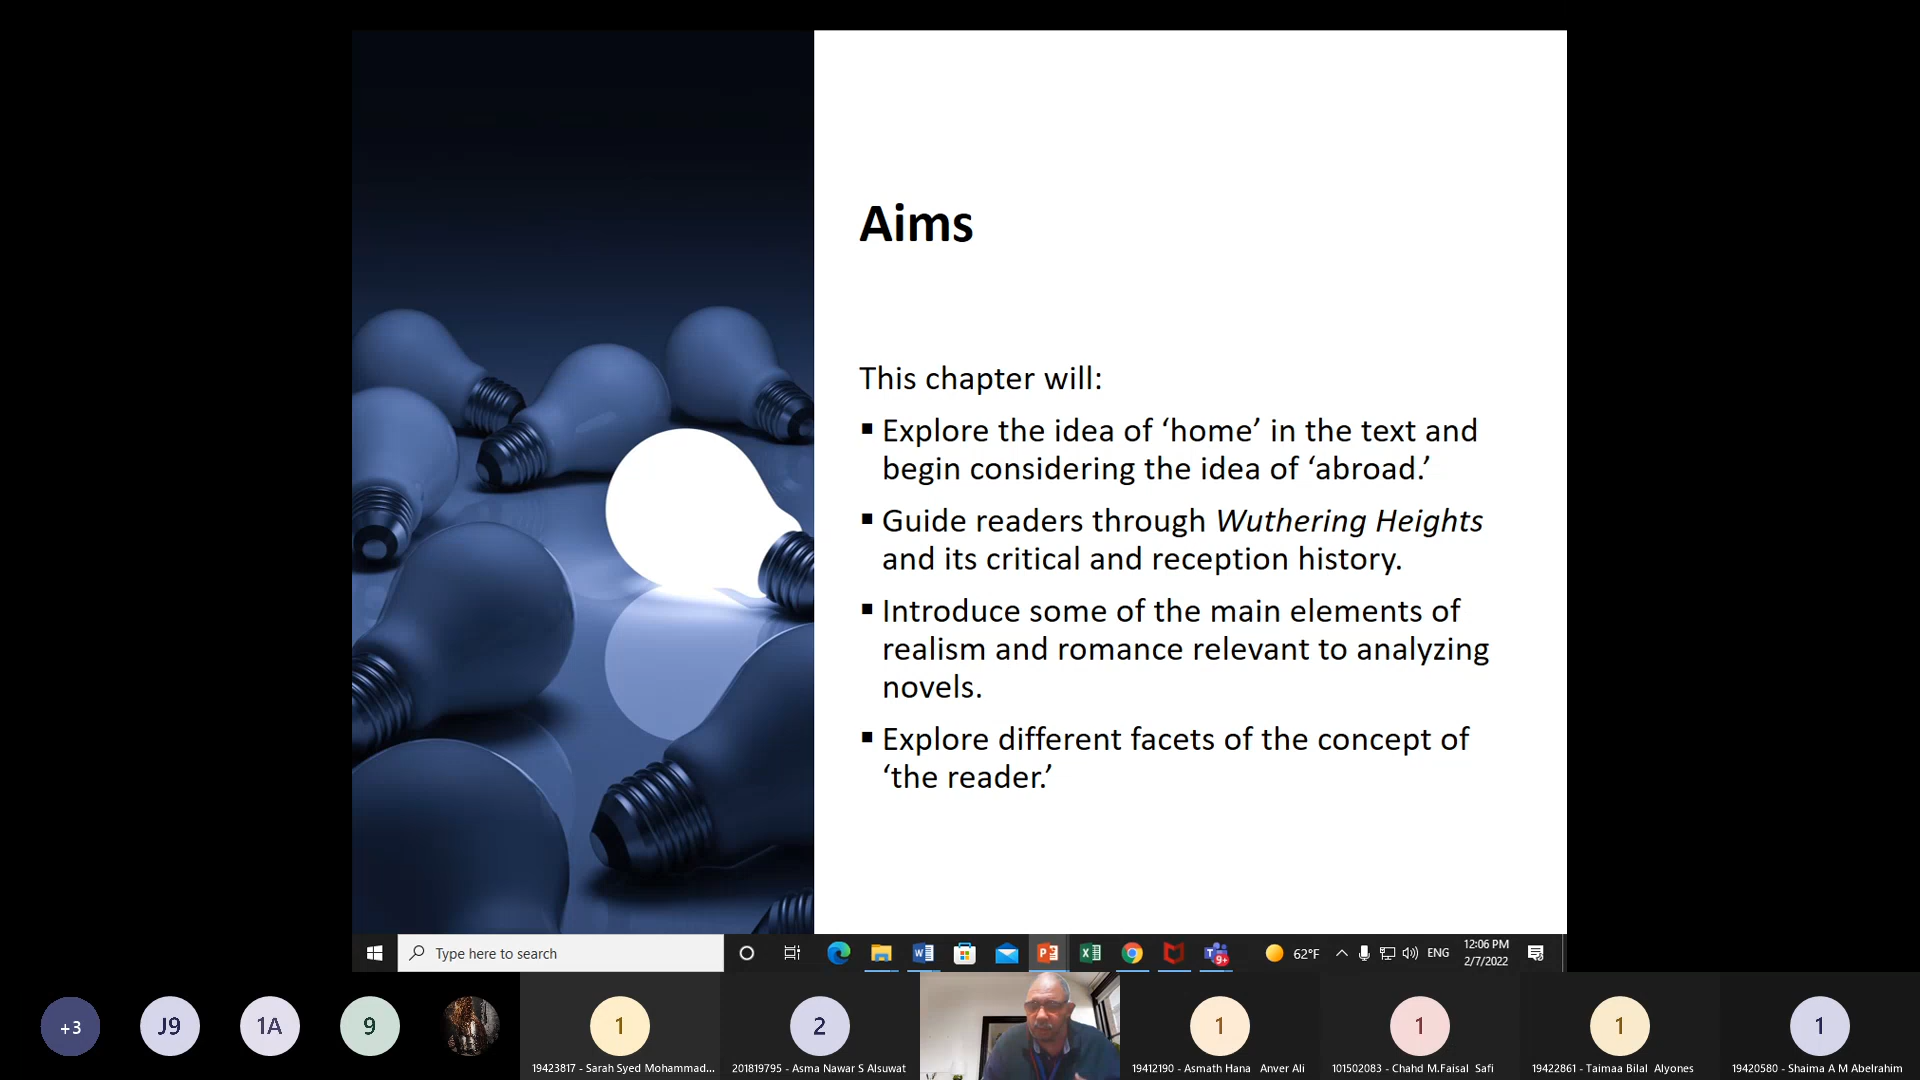 Aims
This chapter will:
▪ Explore the idea of ‘home’ in the text and
begin considering the idea of ‘abroad.’
▪ Guide readers through Wuthering Heights
and its critical and reception history.
▪ Introduce some of the main elements of
realism and romance relevant to analyzing
novels.
▪ Explore different facets of the concept of
‘the reader.’
Type here to search
9+
62°F
ENG
12:06 PM
2/7/2022
+3
J9
1A
9
1
2
1
1
1
1
19423817 - Sarah Syed Mohammad...
201819795 - Asma Nawar S Alsuwat
19412190 - Asmath Hana Anver Ali
101502083 - Chahd M.Faisal Safi
19422861 - Taimaa Bilal Alyones
19420580 - Shaima A M Abelrahim